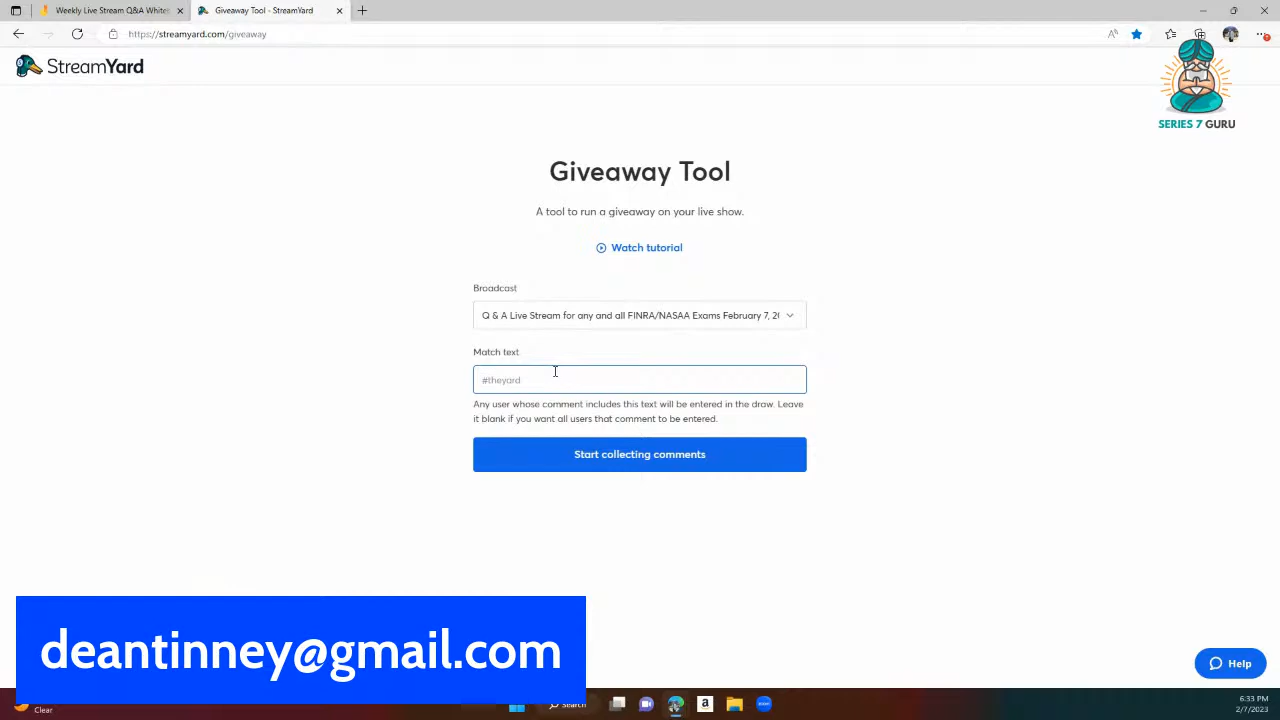 Weekly Live Stream Q&A White
Giveaway Tool - StreamYard
https://streamyard.com/giveaway
StreamYard
SERIES 7 GURU
Giveaway Tool
A tool to run a giveaway on your live show.
Watch tutorial
Broadcast
Q & A Live Stream for any and all FINRA/NASAA Exams February 7, 20
Match text
#theyard
Any user whose comment includes this text will be entered in the draw. Leave
it blank if you want all users that comment to be entered.
Start collecting comments
deantinney@gmail.com
Help
Clear
Search
6:33 PM
2/7/2023